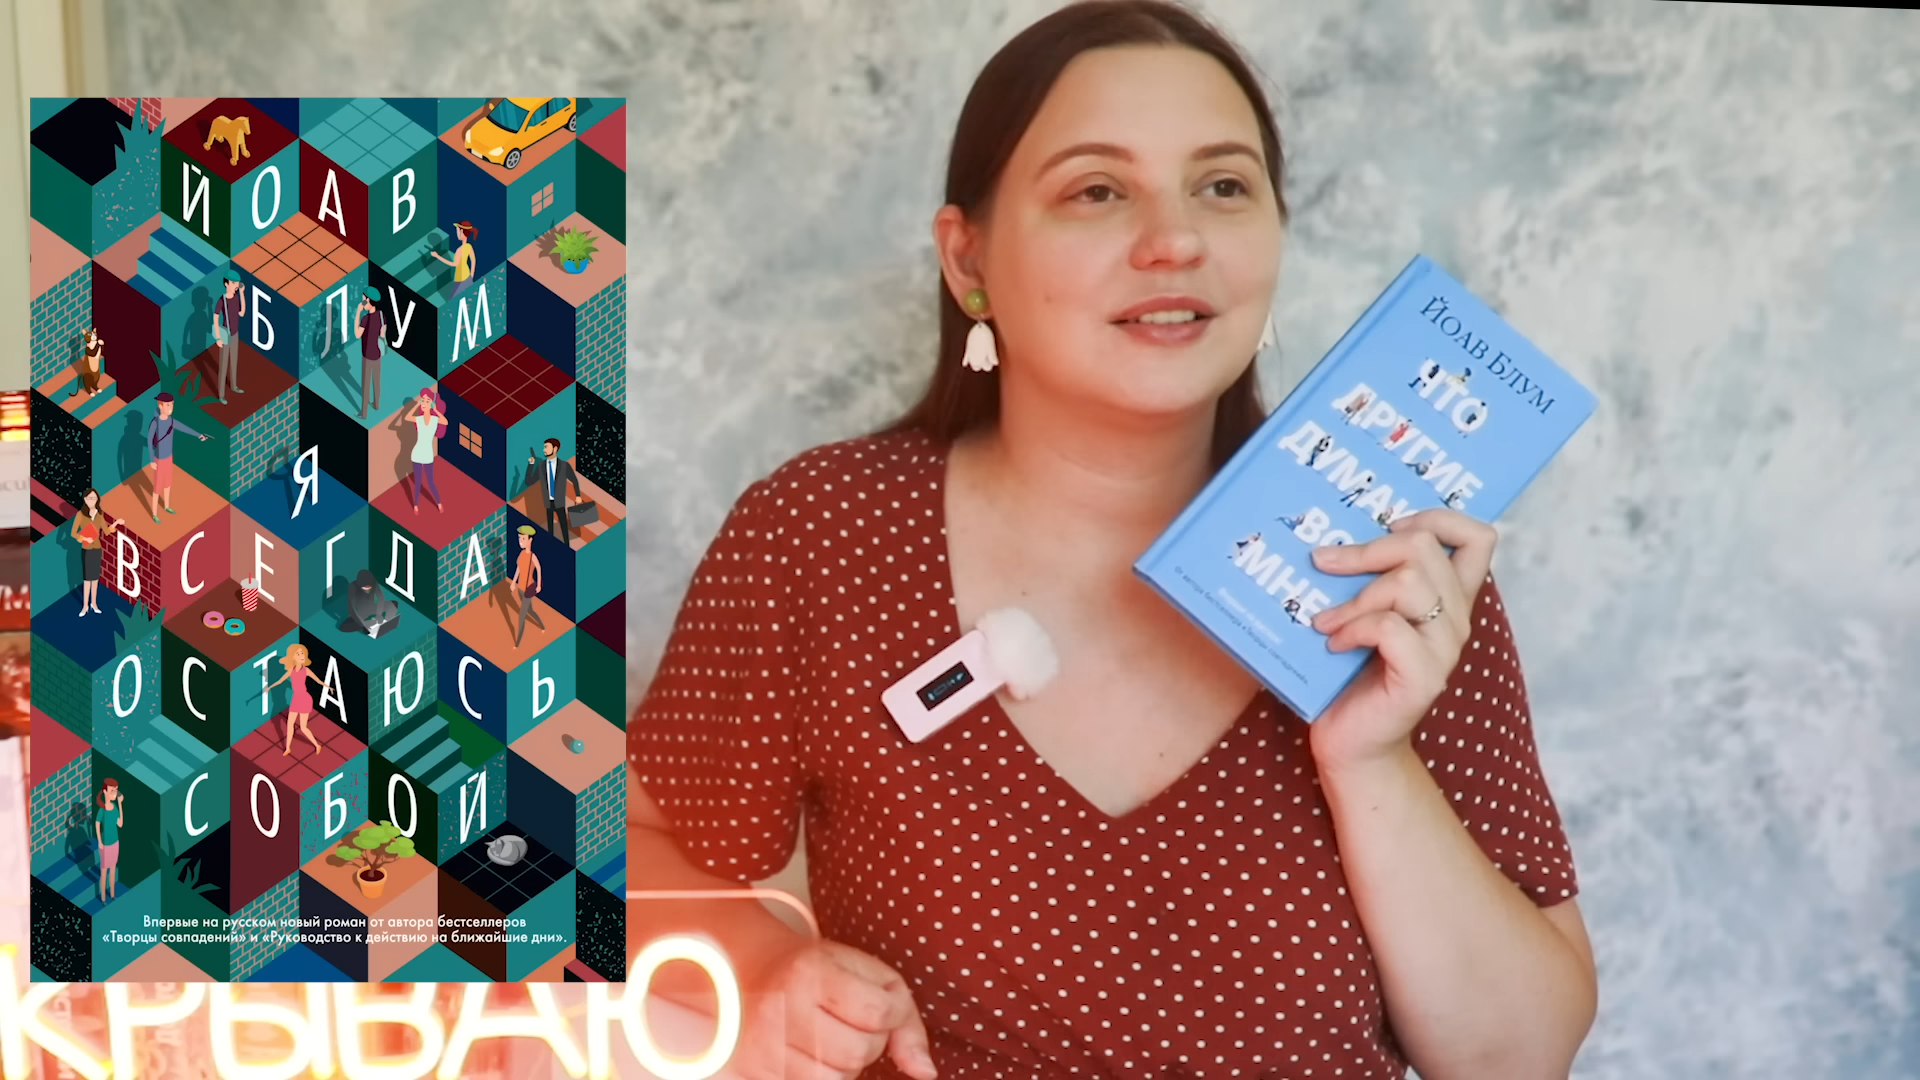 ЙОАВ
БЛУМ
Я
ВСЕГДА
ОСТАЮСЬ
СОБОЙ
Впервые на русском новый роман от автора бестселлеров
«Творцы совпадений» и «Руководство к действию на ближайшие дни».
ЙОАВ БЛУМ
ЧТО
ДРУГИЕ
ДУМАЮ
ВО
МНЕ
КРЫВАЮ